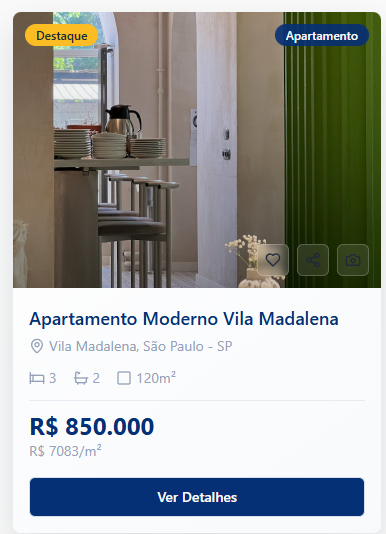 Destaque
Apartamento
Apartamento Moderno Vila Madalena
Vila Madalena, São Paulo - SP
3 2 120m²
R$ 850.000
R$ 7083/m²
Ver Detalhes